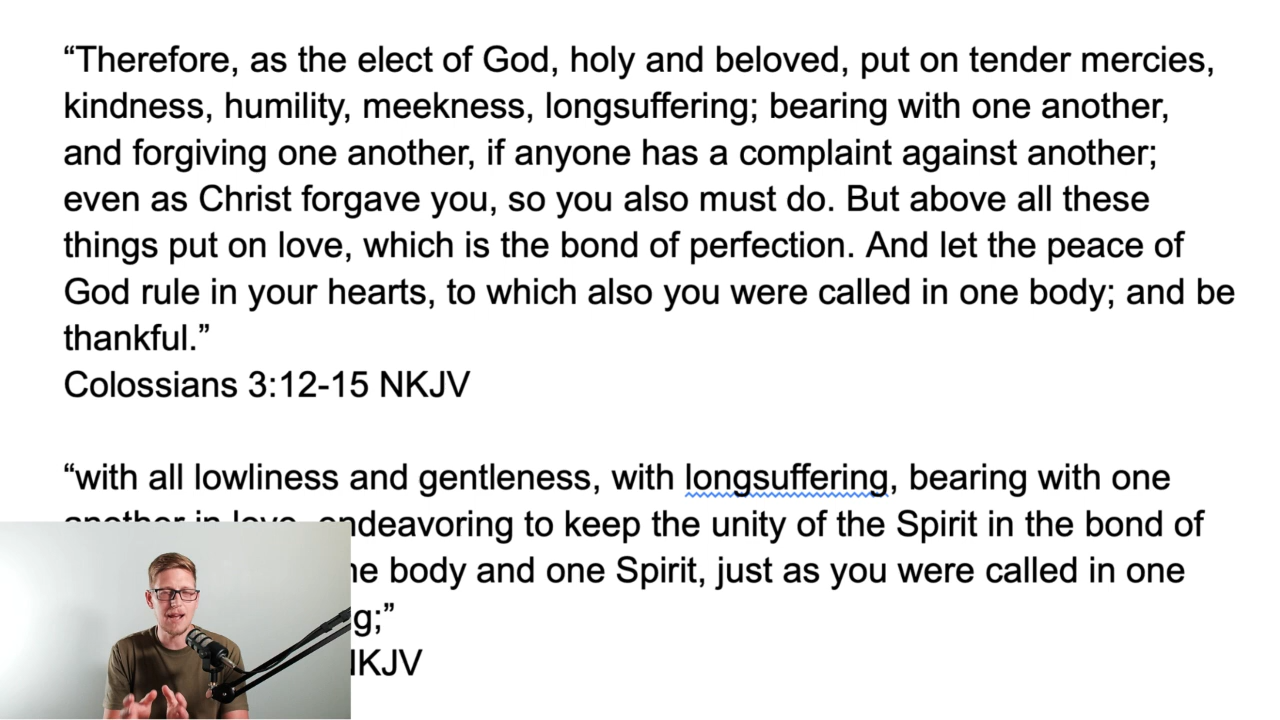 “Therefore, as the elect of God, holy and beloved, put on tender mercies,
kindness, humility, meekness, longsuffering; bearing with one another,
and forgiving one another, if anyone has a complaint against another;
even as Christ forgave you, so you also must do. But above all these
things put on love, which is the bond of perfection. And let the peace of
God rule in your hearts, to which also you were called in one body; and be
thankful.”
Colossians 3:12-15 NKJV
“with all lowliness and gentleness, with longsuffering, bearing with one
another in love, endeavoring to keep the unity of the Spirit in the bond of
body and one Spirit, just as you were called in one
g;”
NKJV